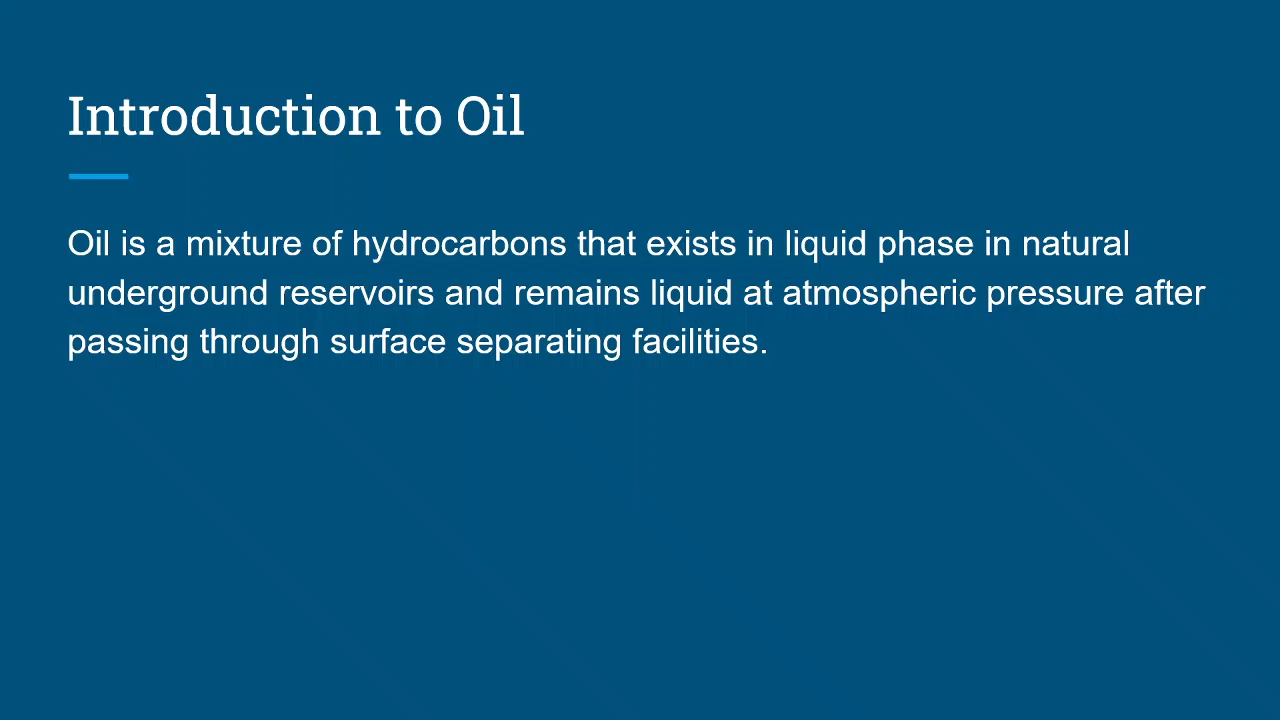 Introduction to Oil
Oil is a mixture of hydrocarbons that exists in liquid phase in natural
underground reservoirs and remains liquid at atmospheric pressure after
passing through surface separating facilities.